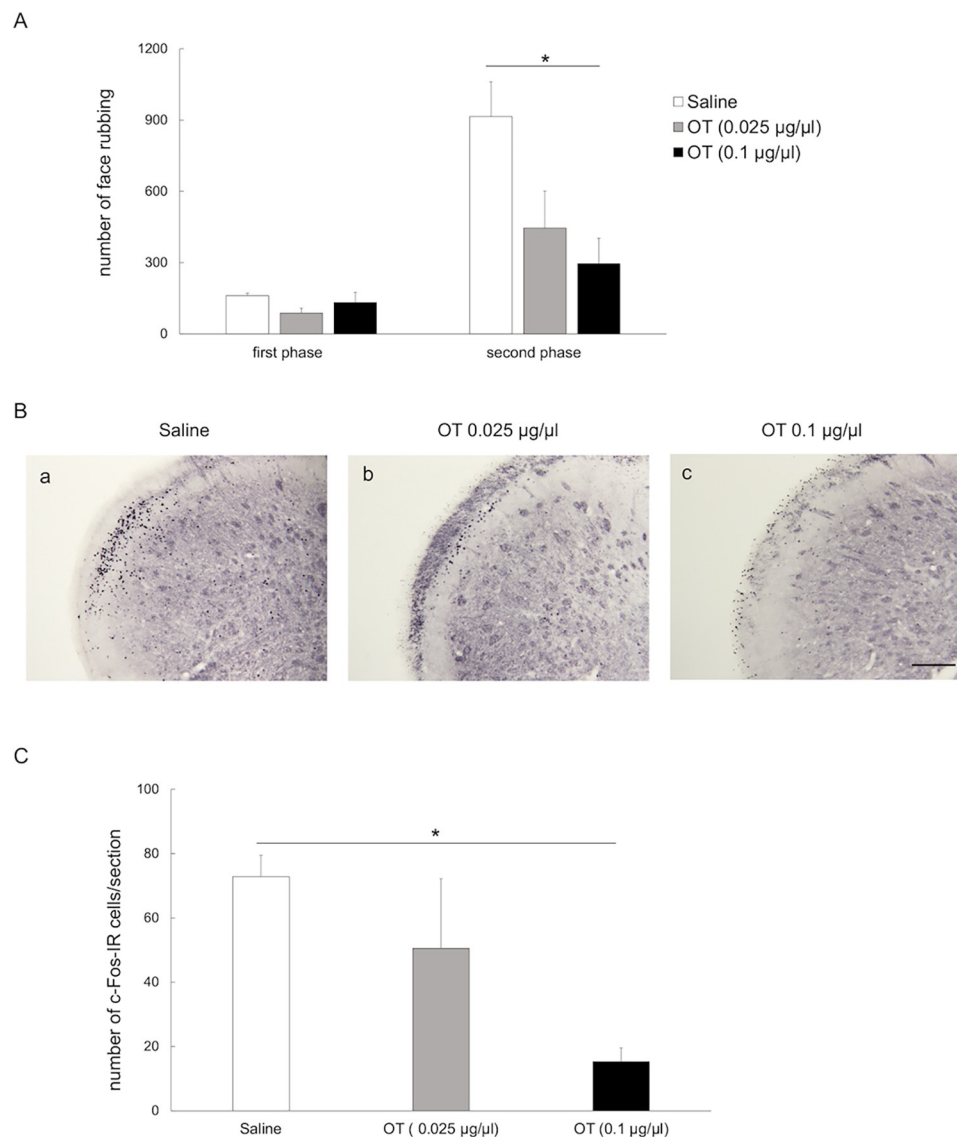 A
1200
900
600
300
0
number of face rubbing
*
first phase
second phase
Saline
OT (0.025 µg/µl)
OT (0.1 µg/µl)
B
Saline
OT 0.025 µg/µl
OT 0.1 µg/µl
a
b
c
C
100
80
60
40
20
0
number of c-Fos-IR cells/section
*
Saline
OT ( 0.025 µg/µl)
OT (0.1 µg/µl)